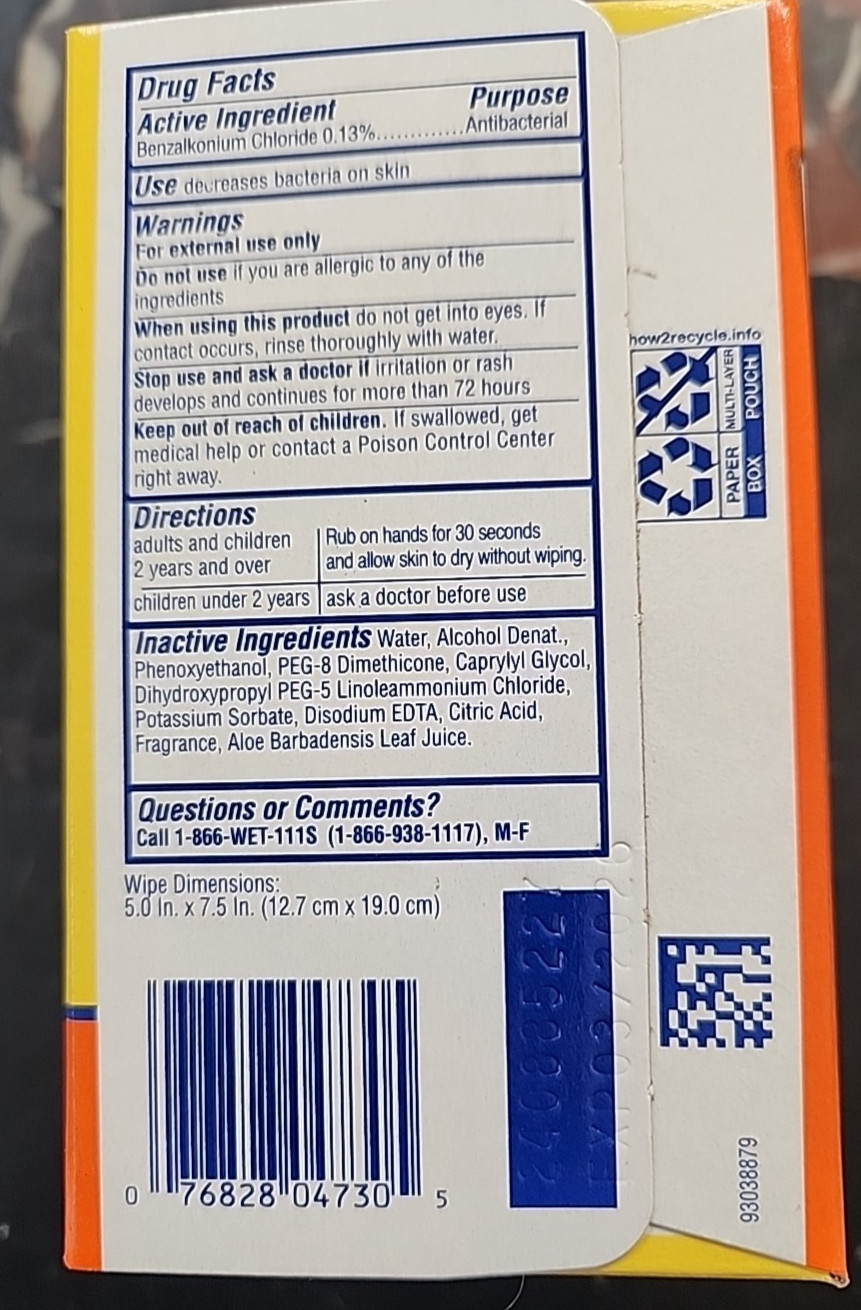 Drug Facts
Active Ingredient Purpose
Benzalkonium Chloride 0.13%.............Antibacterial
Use decreases bacteria on skin
Warnings
For external use only
Do not use if you are allergic to any of the
ingredients
When using this product do not get into eyes. If
contact occurs, rinse thoroughly with water.
Stop use and ask a doctor if irritation or rash
develops and continues for more than 72 hours
Keep out of reach of children. If swallowed, get
medical help or contact a Poison Control Center
right away.
Directions
adults and children
2 years and over
Rub on hands for 30 seconds
and allow skin to dry without wiping.
children under 2 years ask a doctor before use
Inactive Ingredients Water, Alcohol Denat.,
Phenoxyethanol, PEG-8 Dimethicone, Caprylyl Glycol,
Dihydroxypropyl PEG-5 Linoleammonium Chloride,
Potassium Sorbate, Disodium EDTA, Citric Acid,
Fragrance, Aloe Barbadensis Leaf Juice.
Questions or Comments?
Call 1-866-WET-111S (1-866-938-1117), M-F
Wipe Dimensions:
5.0 In. x 7.5 In. (12.7 cm x 19.0 cm)
0 76828 04730 5
how2recycle.info
PAPER
BOX
MULTI-LAYER
POUCH
93038879